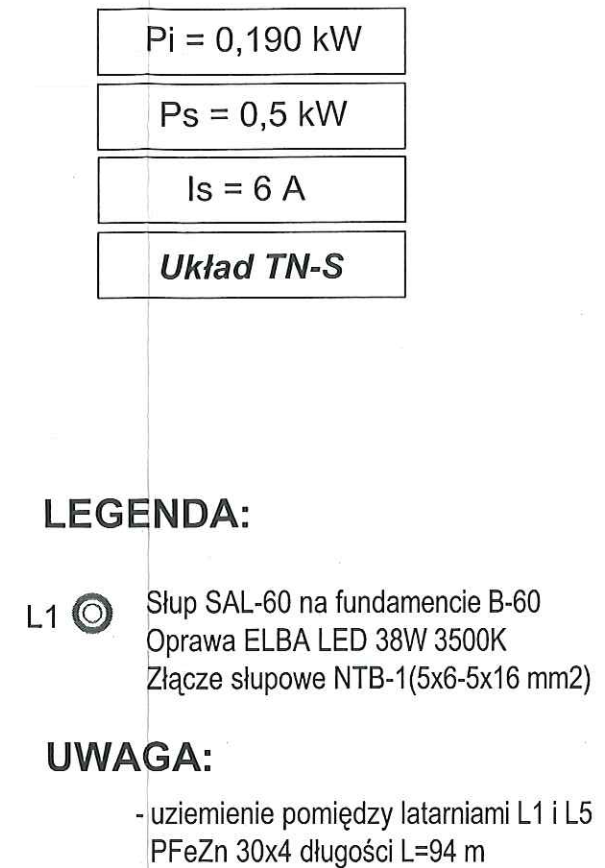 Pi = 0,190 kW
Ps = 0,5 kW
Is = 6 A
Układ TN-S
LEGENDA:
L1 Słup SAL-60 na fundamencie B-60
Oprawa ELBA LED 38W 3500K
Złącze słupowe NTB-1(5x6-5x16 mm2)
UWAGA:
- uziemienie pomiędzy latarniami L1 i L5
PFeZn 30x4 długości L=94 m